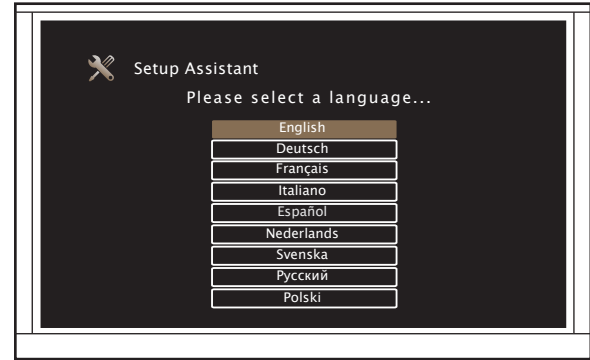 Setup Assistant
Please select a language...
English
Deutsch
Français
Italiano
Español
Nederlands
Svenska
Русский
Polski